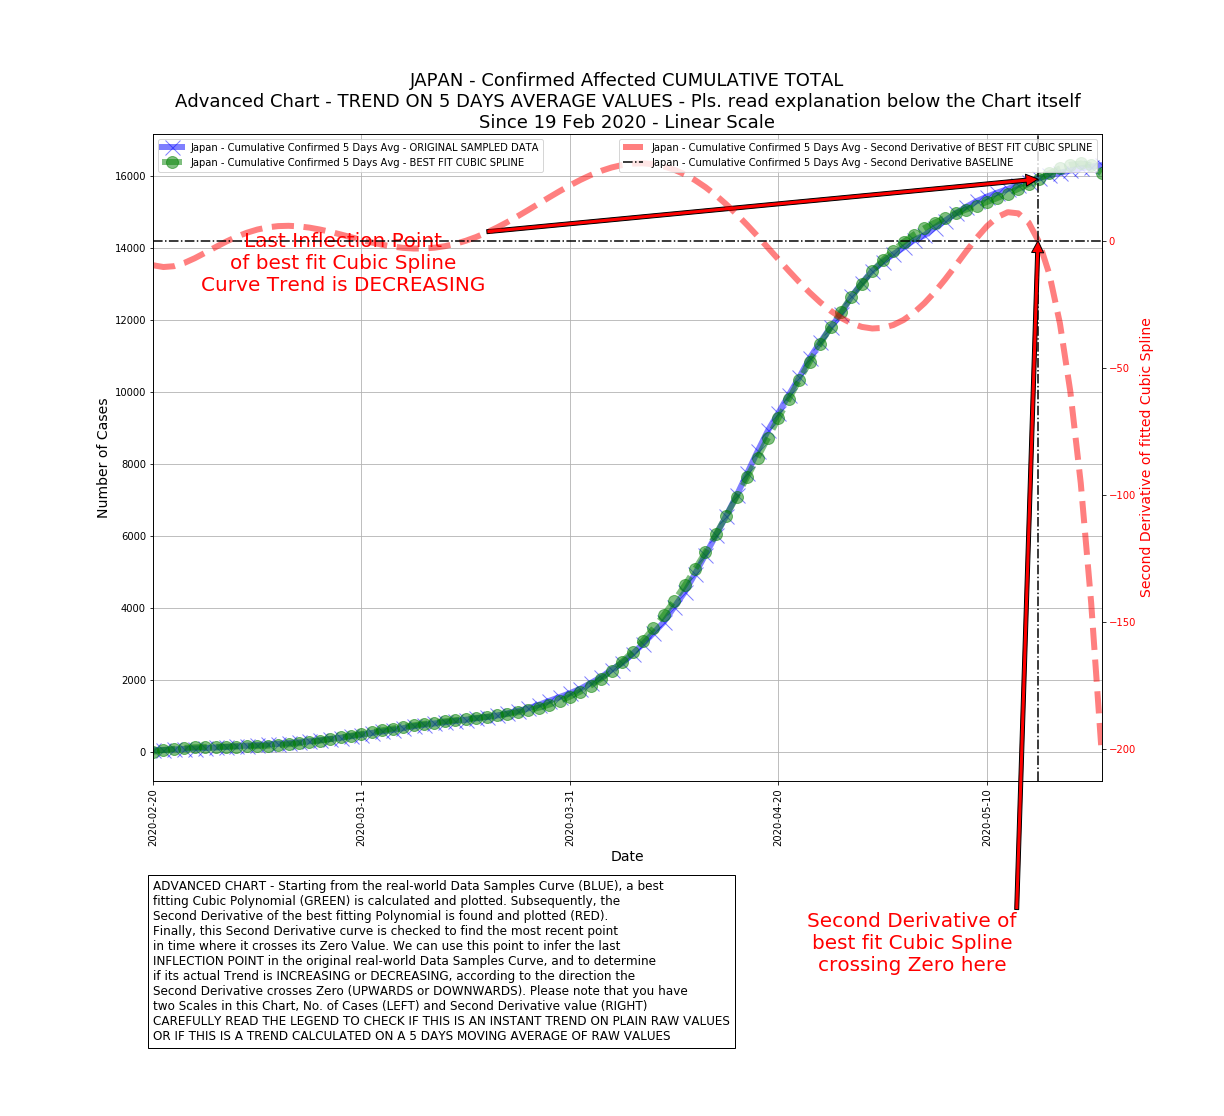 JAPAN - Confirmed Affected CUMULATIVE TOTAL
Advanced Chart - TREND ON 5 DAYS AVERAGE VALUES - Pls. read explanation below the Chart itself
Since 19 Feb 2020 - Linear Scale
Japan - Cumulative Confirmed 5 Days Avg - ORIGINAL SAMPLED DATA
Japan - Cumulative Confirmed 5 Days Avg - BEST FIT CUBIC SPLINE
Japan - Cumulative Confirmed 5 Days Avg - Second Derivative of BEST FIT CUBIC SPLINE
Japan - Cumulative Confirmed 5 Days Avg - Second Derivative BASELINE
Last Inflection Point
of best fit Cubic Spline
Curve Trend is DECREASING
Number of Cases
16000
14000
12000
10000
8000
6000
4000
2000
0
0
−50
−100
−150
−200
Second Derivative of fitted Cubic Spline
2020-02-20
2020-03-11
2020-03-31
2020-04-20
2020-05-10
Date
ADVANCED CHART - Starting from the real-world Data Samples Curve (BLUE), a best
fitting Cubic Polynomial (GREEN) is calculated and plotted. Subsequently, the
Second Derivative of the best fitting Polynomial is found and plotted (RED).
Finally, this Second Derivative curve is checked to find the most recent point
in time where it crosses its Zero Value. We can use this point to infer the last
INFLECTION POINT in the original real-world Data Samples Curve, and to determine
if its actual Trend is INCREASING or DECREASING, according to the direction the
Second Derivative crosses Zero (UPWARDS or DOWNWARDS). Please note that you have
two Scales in this Chart, No. of Cases (LEFT) and Second Derivative value (RIGHT)
CAREFULLY READ THE LEGEND TO CHECK IF THIS IS AN INSTANT TREND ON PLAIN RAW VALUES
OR IF THIS IS A TREND CALCULATED ON A 5 DAYS MOVING AVERAGE OF RAW VALUES
Second Derivative of
best fit Cubic Spline
crossing Zero here